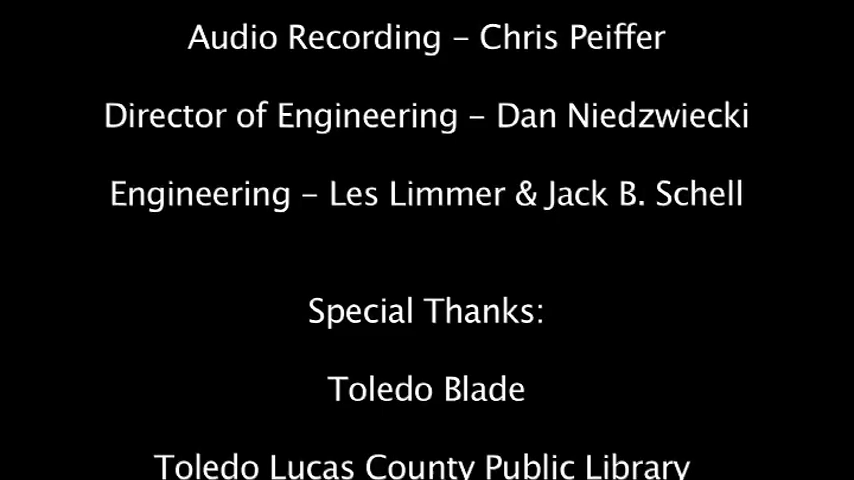 Audio Recording – Chris Peiffer
Director of Engineering – Dan Niedzwiecki
Engineering – Les Limmer & Jack B. Schell
Special Thanks:
Toledo Blade
Toledo Lucas County Public Library